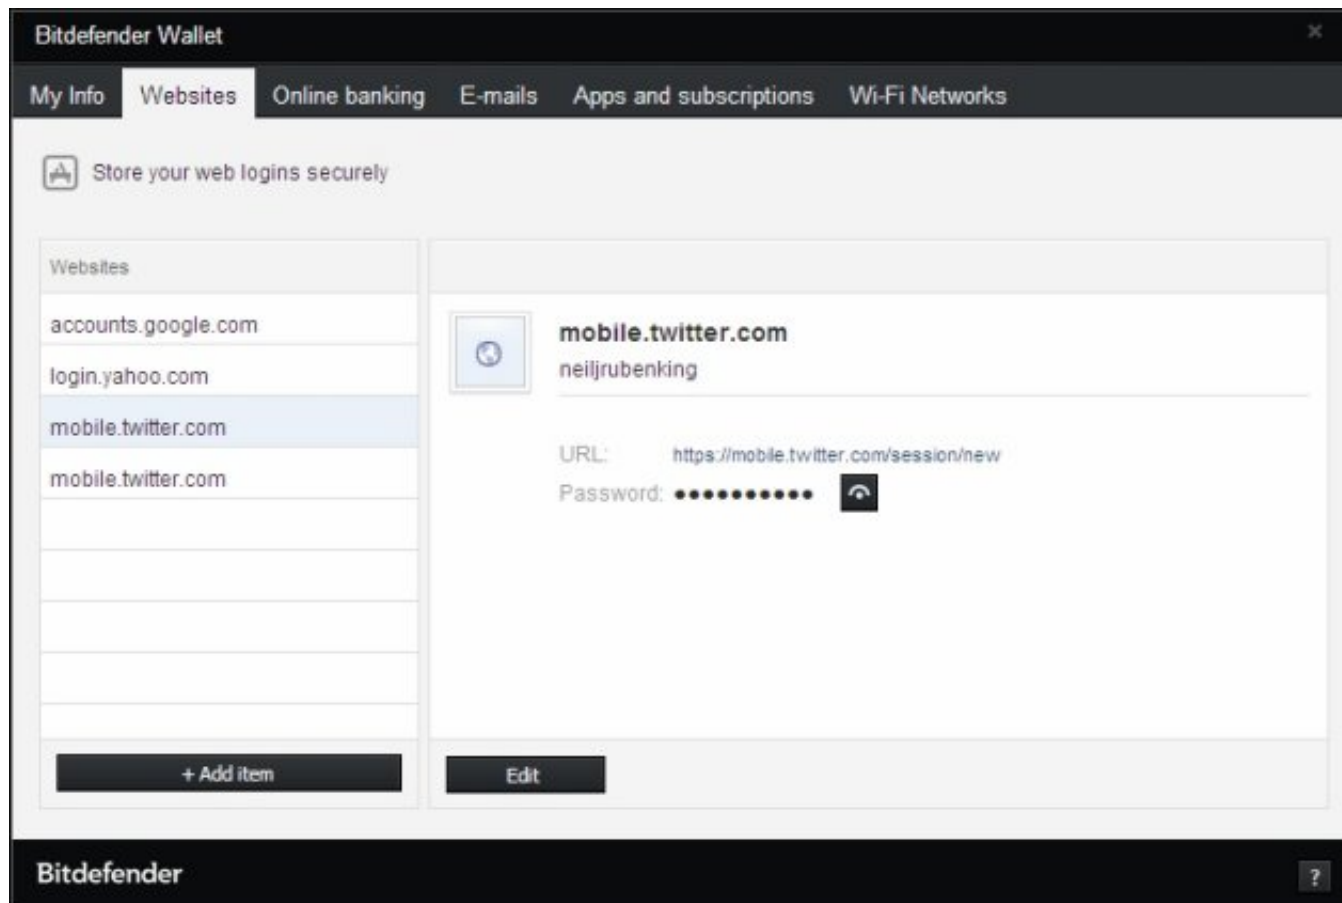 Bitdefender Wallet
My Info Websites Online banking E-mails Apps and subscriptions Wi-Fi Networks
Store your web logins securely
Websites
accounts.google.com
login.yahoo.com
mobile.twitter.com
mobile.twitter.com
mobile.twitter.com
neiljrubenking
URL: https://mobile.twitter.com/session/new
Password: ●●●●●●●●●●
+ Add item
Edit
Bitdefender
?